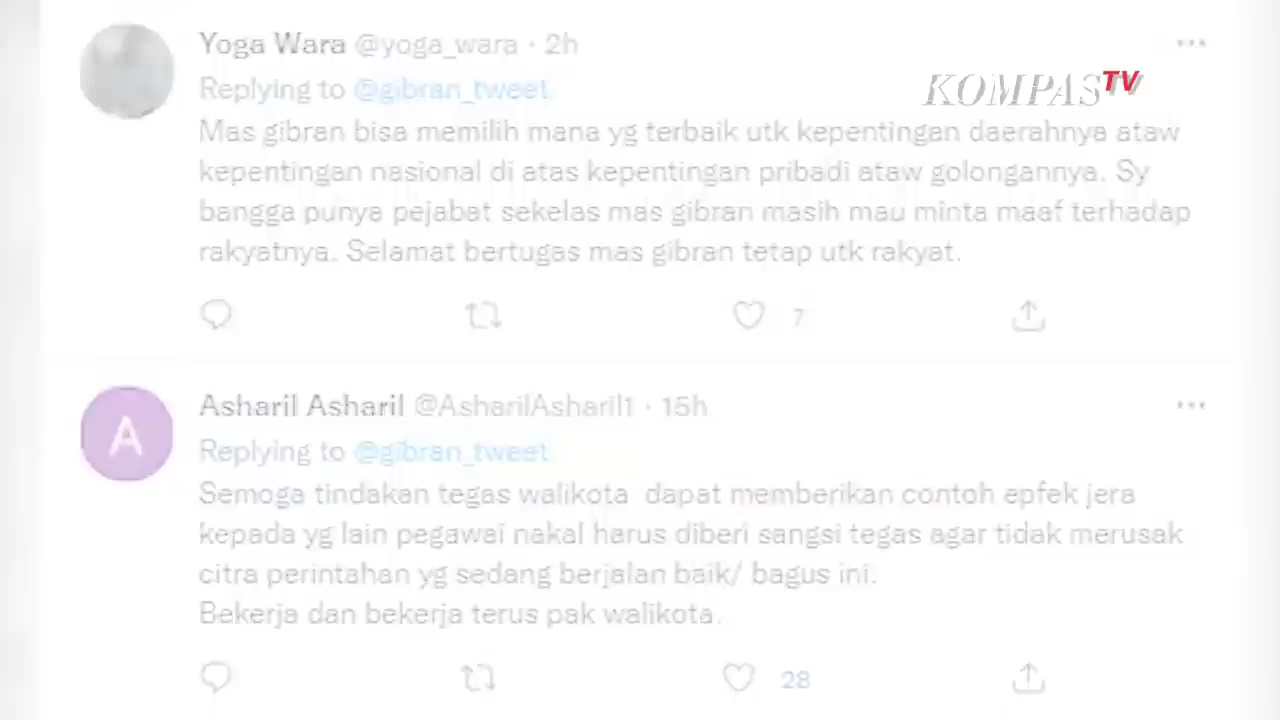 Yoga Wara @yoga_wara · 2h
KOMPASTV
Replying to @gibran_tweet
Mas gibran bisa memilih mana yg terbaik utk kepentingan daerahnya ataw
kepentingan nasional di atas kepentingan pribadi ataw golongannya. Sy
bangga punya pejabat sekelas mas gibran masih mau minta maaf terhadap
rakyatnya. Selamat bertugas mas gibran tetap utk rakyat.
7
A
Asharil Asharil @AsharilAsharil1 · 15h
Replying to @gibran_tweet
Semoga tindakan tegas walikota  dapat memberikan contoh epfek jera
kepada yg lain pegawai nakal harus diberi sangsi tegas agar tidak merusak
citra perintahan yg sedang berjalan baik/ bagus ini.
Bekerja dan bekerja terus pak walikota.
28